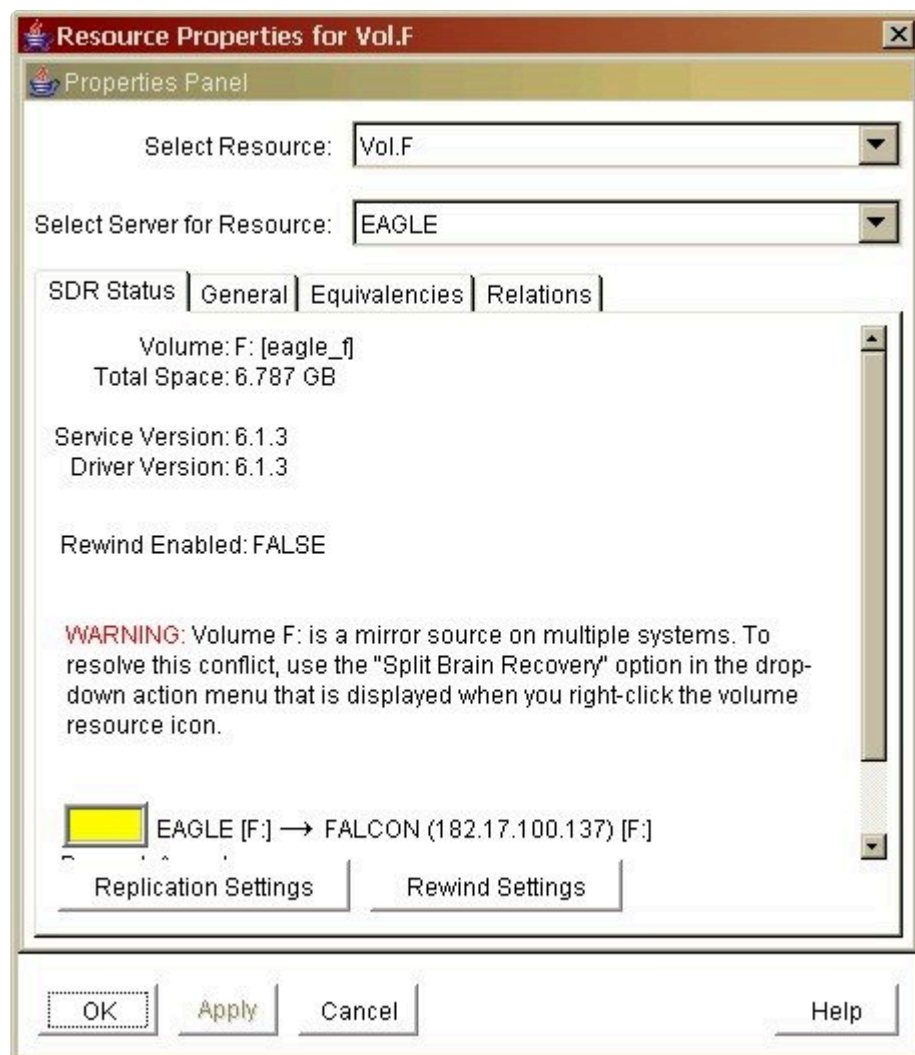 Resource Properties for Vol.F
Properties Panel
Select Resource: Vol.F
Select Server for Resource: EAGLE
SDR Status General Equivalencies Relations
Volume: F: [eagle_f]
Total Space: 6.787 GB
Service Version: 6.1.3
Driver Version: 6.1.3
Rewind Enabled: FALSE
WARNING: Volume F: is a mirror source on multiple systems. To
resolve this conflict, use the "Split Brain Recovery" option in the drop-
down action menu that is displayed when you right-click the volume
resource icon.
EAGLE [F:] → FALCON (182.17.100.137) [F:]
Replication Settings Rewind Settings
OK Apply Cancel Help